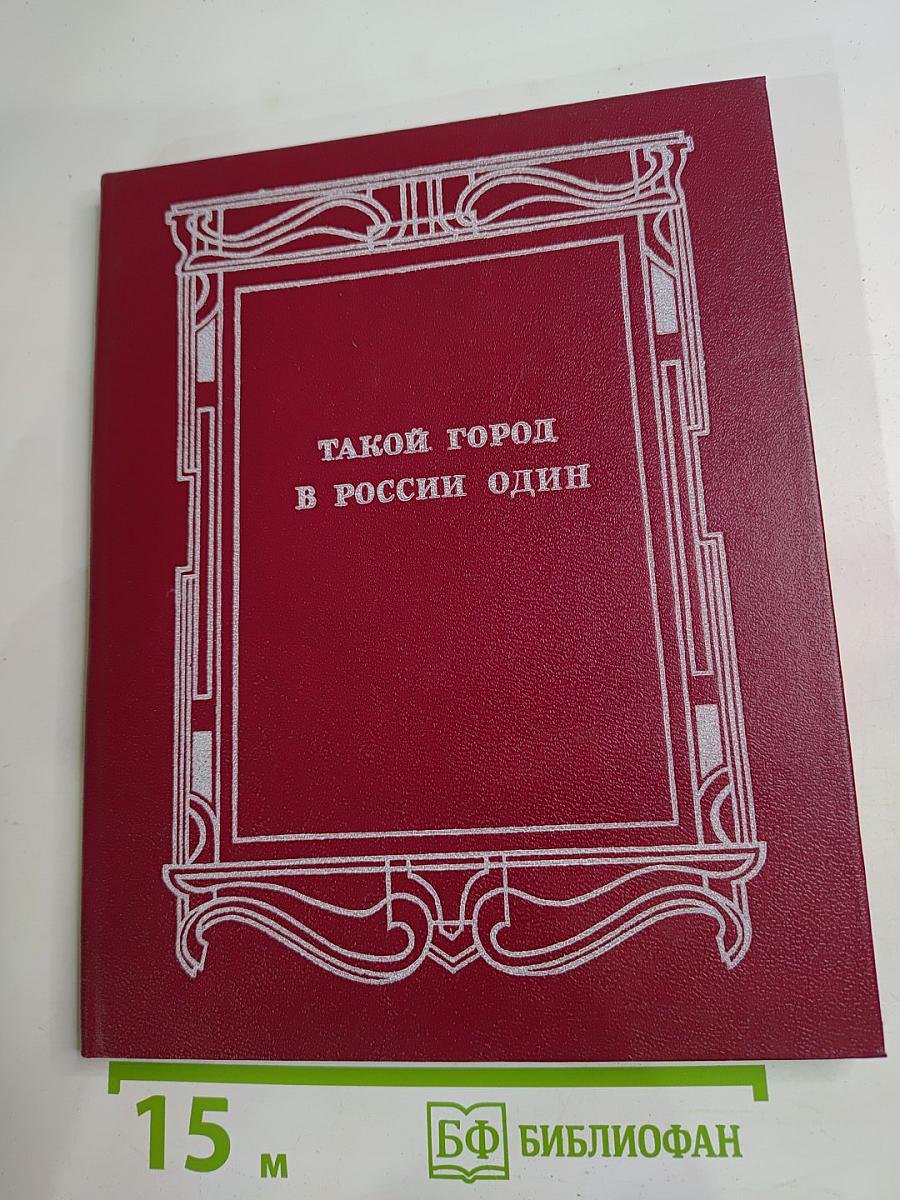 ТАКОЙ ГОРОД
В РОССИИ ОДИН
15 м
БФ БИБЛИОФАН